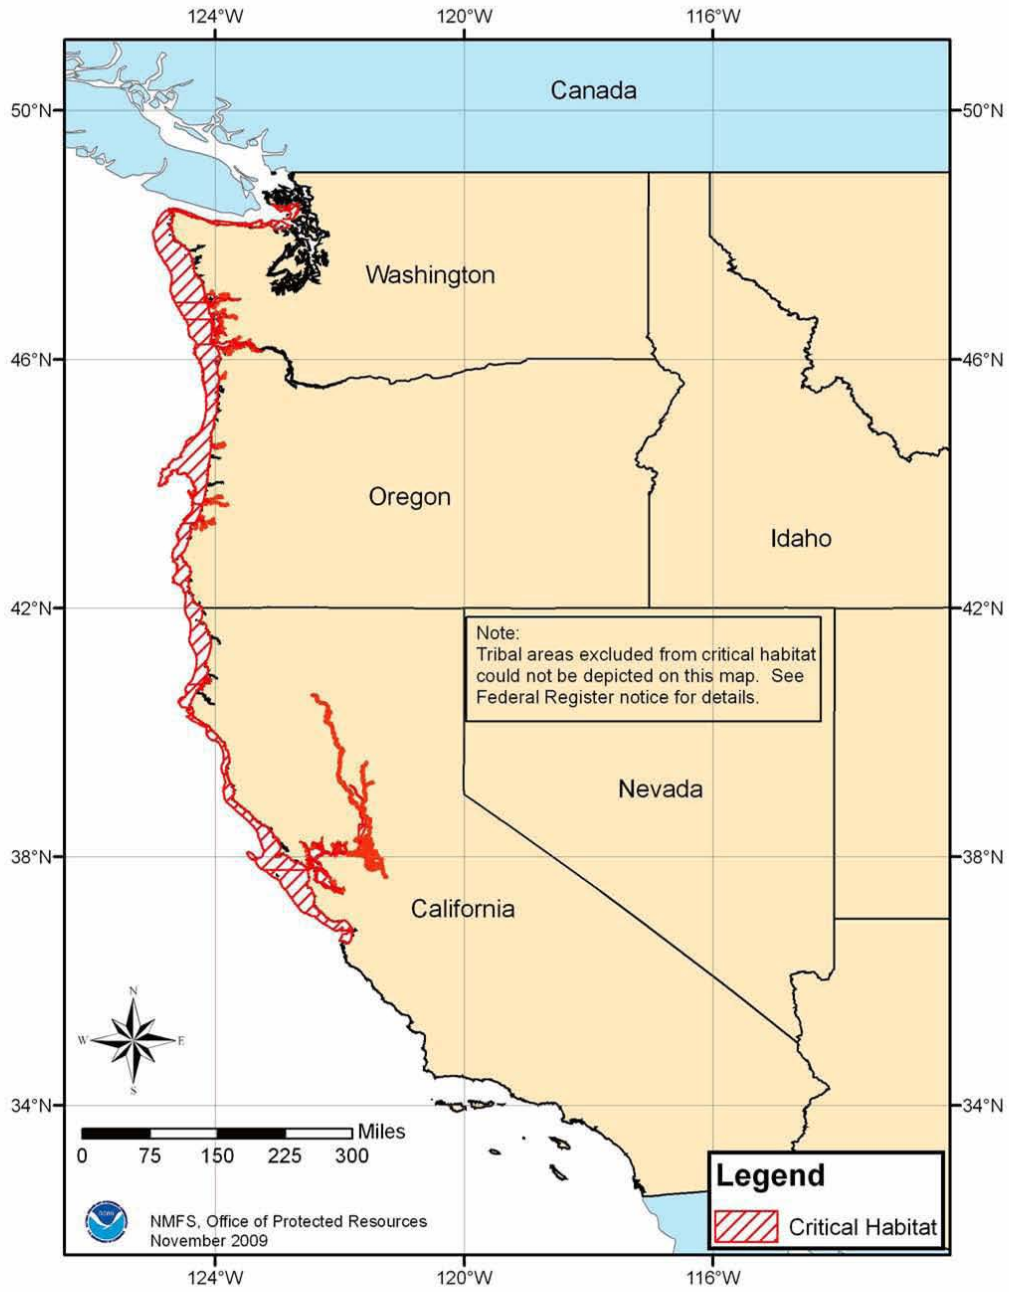 124°W 120°W 116°W
Canada
50°N 50°N
Washington
46°N 46°N
Oregon
Idaho
42°N 42°N
Note:
Tribal areas excluded from critical habitat
could not be depicted on this map. See
Federal Register notice for details.
Nevada
38°N 38°N
California
N
W E
S
34°N 34°N
Miles
0 75 150 225 300
Legend
Critical Habitat
NMFS, Office of Protected Resources
November 2009
124°W 120°W 116°W